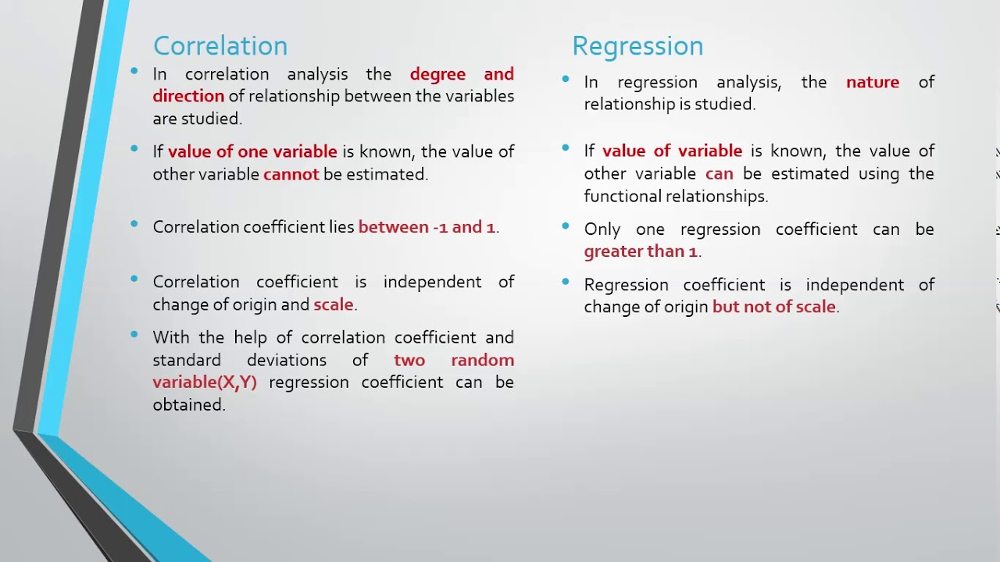 Correlation
In correlation analysis the degree and
direction of relationship between the variables
are studied.
If value of one variable is known, the value of
other variable cannot be estimated.
Correlation coefficient lies between -1 and 1.
Correlation coefficient is independent of
change of origin and scale.
With the help of correlation coefficient and
standard deviations of two random
variable(X,Y) regression coefficient can be
obtained.
Regression
In regression analysis, the nature of
relationship is studied.
If value of variable is known, the value of
other variable can be estimated using the
functional relationships.
Only one regression coefficient can be
greater than 1.
Regression coefficient is independent of
change of origin but not of scale.